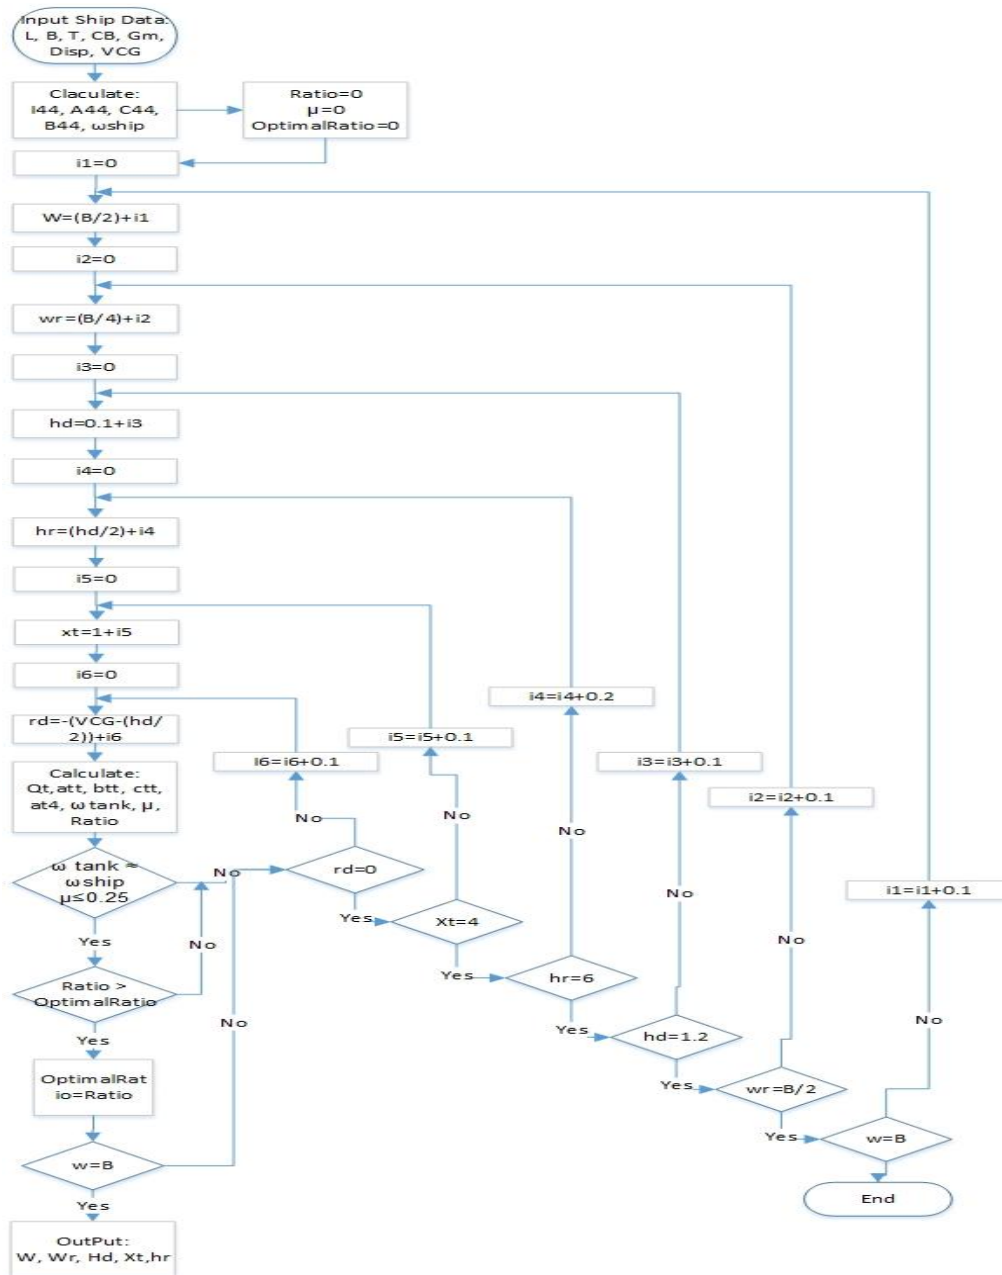 Input Ship Data:
L, B, T, CB, Gm,
Disp, VCG
Claculate:
I44, A44, C44,
B44, ωship
Ratio=0
μ=0
OptimalRatio=0
i1=0
W=(B/2)+i1
i2=0
wr=(B/4)+i2
i3=0
hd=0.1+i3
i4=0
hr=(hd/2)+i4
i5=0
xt=1+i5
i6=0
rd=-(VCG-(hd/
2))+i6
Calculate:
Qt,att, btt, ctt,
at4, ω tank, μ,
Ratio
ω tank ≈
ωship
μ≤0.25
No
Yes
No
Ratio >
OptimalRatio
Yes
OptimalRat
io=Ratio
w=B
No
Yes
OutPut:
W, Wr, Hd, Xt,hr
I6=i6+0.1
No
rd=0
Yes
i5=i5+0.1
No
Xt=4
Yes
i4=i4+0.2
No
hr=6
Yes
i3=i3+0.1
No
hd=1.2
Yes
i2=i2+0.1
No
wr=B/2
Yes
i1=i1+0.1
No
w=B
End